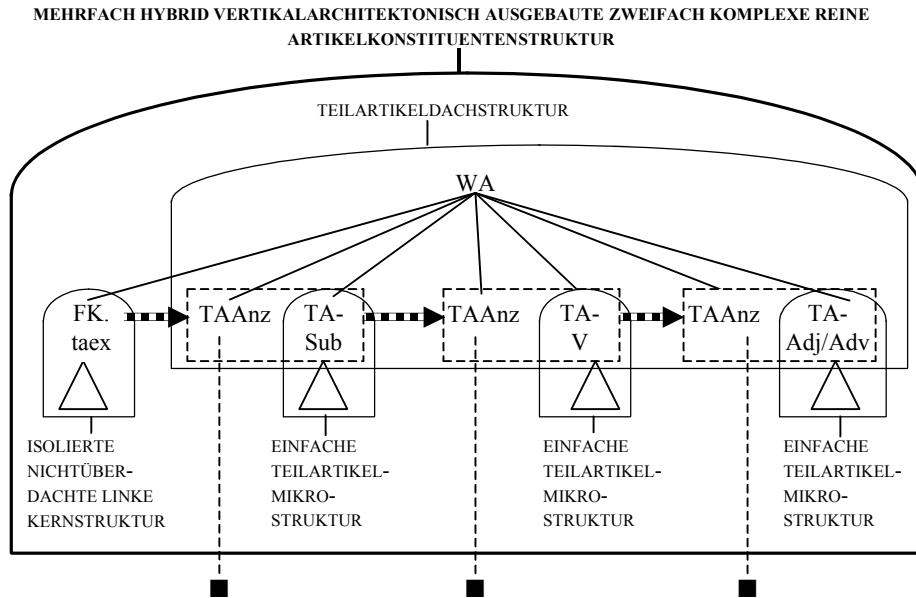 MEHRFACH HYBRID VERTIKALARCHITEKTONISCH AUSGEBAUTE ZWEIFACH KOMPLEXE REINE
ARTIKELKONSTITUENTENSTRUKTUR
TEILARTIKELDACHSTRUKTUR
WA
FK.
taex
TAAnz
TA-
Sub
TAAnz
TA-
V
TAAnz
TA-
Adj/Adv
ISOLIERTE
NICHTÜBER-
DACHTE LINKE
KERNSTRUKTUR
EINFACHE
TEILARTIKEL-
MIKRO-
STRUKTUR
EINFACHE
TEILARTIKEL-
MIKRO-
STRUKTUR
EINFACHE
TEILARTIKEL-
MIKRO-
STRUKTUR